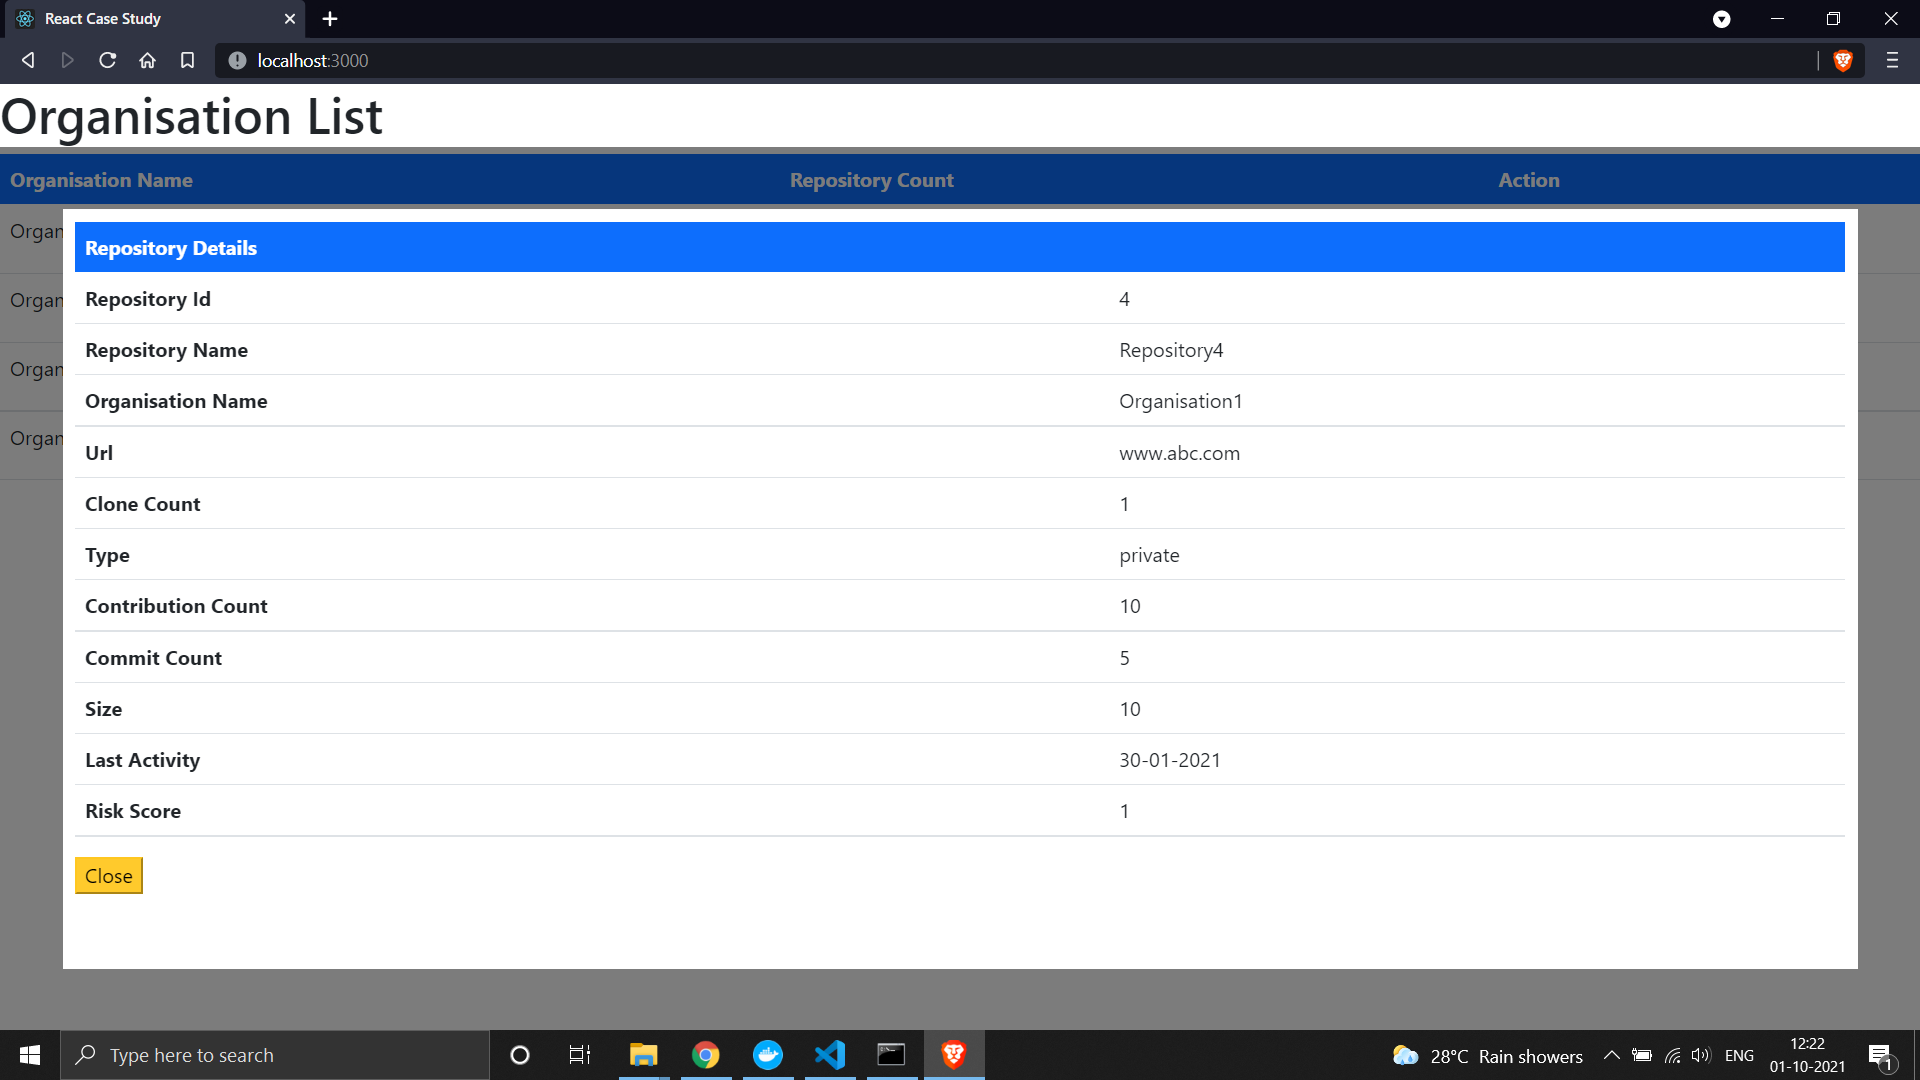 React Case Study
localhost:3000
Organisation List
Organisation Name Repository Count Action
Organ
Organ
Organ
Organ
Repository Details
Repository Id 4
Repository Name Repository4
Organisation Name Organisation1
Url www.abc.com
Clone Count 1
Type private
Contribution Count 10
Commit Count 5
Size 10
Last Activity 30-01-2021
Risk Score 1
Close
Type here to search
28°C Rain showers
ENG
12:22
01-10-2021
1